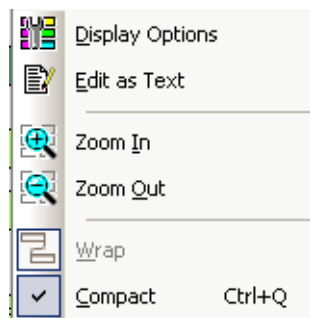 Display Options
Edit as Text
Zoom In
Zoom Out
Wrap
Compact Ctrl+Q